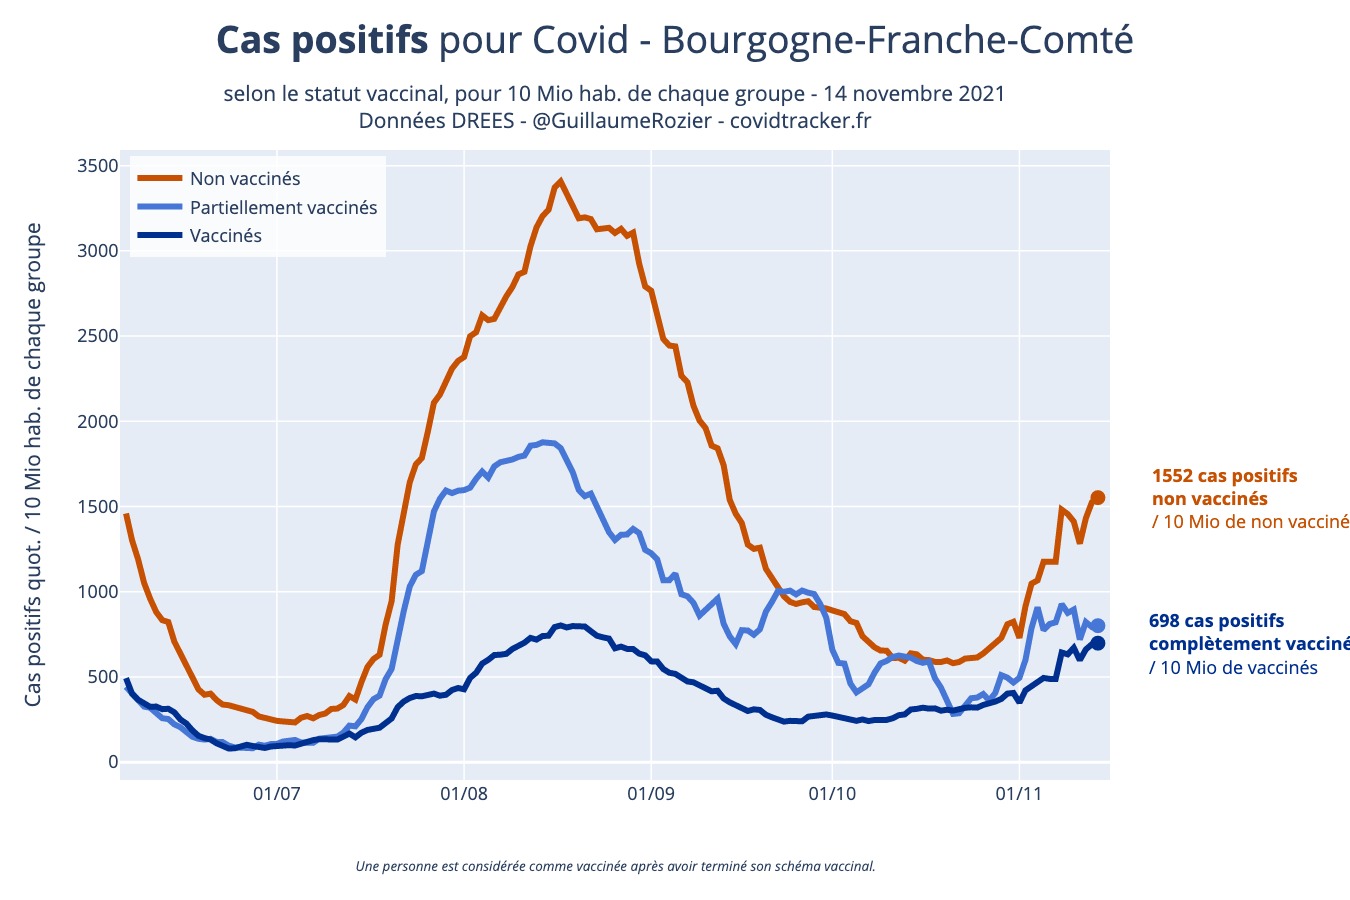 Cas positifs pour Covid - Bourgogne-Franche-Comté
selon le statut vaccinal, pour 10 Mio hab. de chaque groupe - 14 novembre 2021
Données DREES - @GuillaumeRozier - covidtracker.fr
Cas positifs quot. / 10 Mio hab. de chaque groupe
3500
3000
2500
2000
1500
1000
500
0
Non vaccinés
Partiellement vaccinés
Vaccinés
1552 cas positifs
non vaccinés
/ 10 Mio de non vacciné
698 cas positifs
complètement vacciné
/ 10 Mio de vaccinés
01/07
01/08
01/09
01/10
01/11
Une personne est considérée comme vaccinée après avoir terminé son schéma vaccinal.